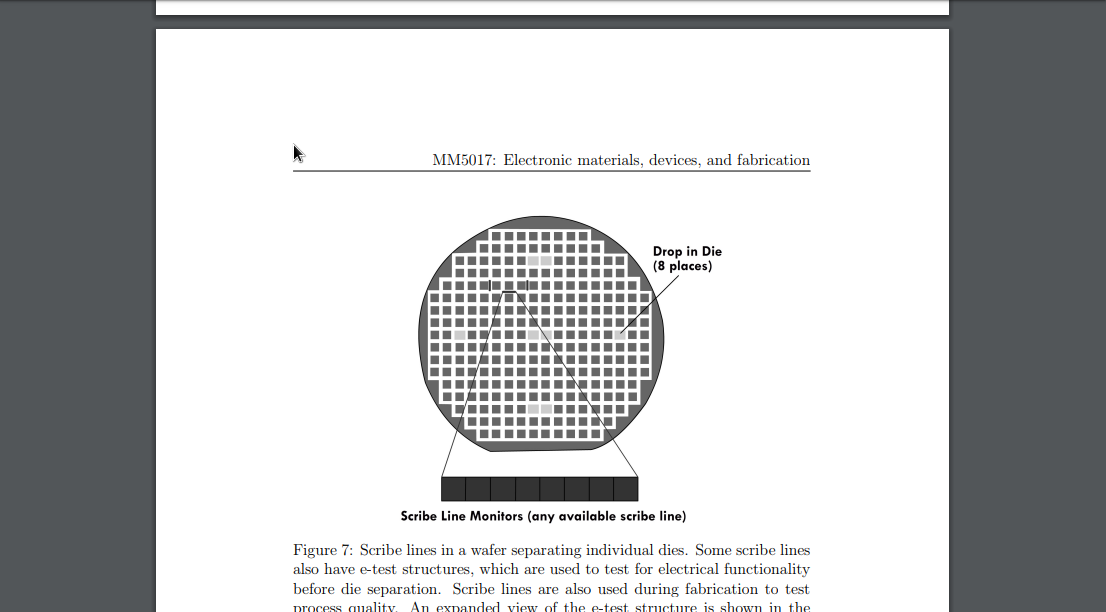 MM5017: Electronic materials, devices, and fabrication
Drop in Die
(8 places)
Scribe Line Monitors (any available scribe line)
Figure 7: Scribe lines in a wafer separating individual dies. Some scribe lines
also have e-test structures, which are used to test for electrical functionality
before die separation. Scribe lines are also used during fabrication to test
process quality. An expanded view of the e-test structure is shown in the